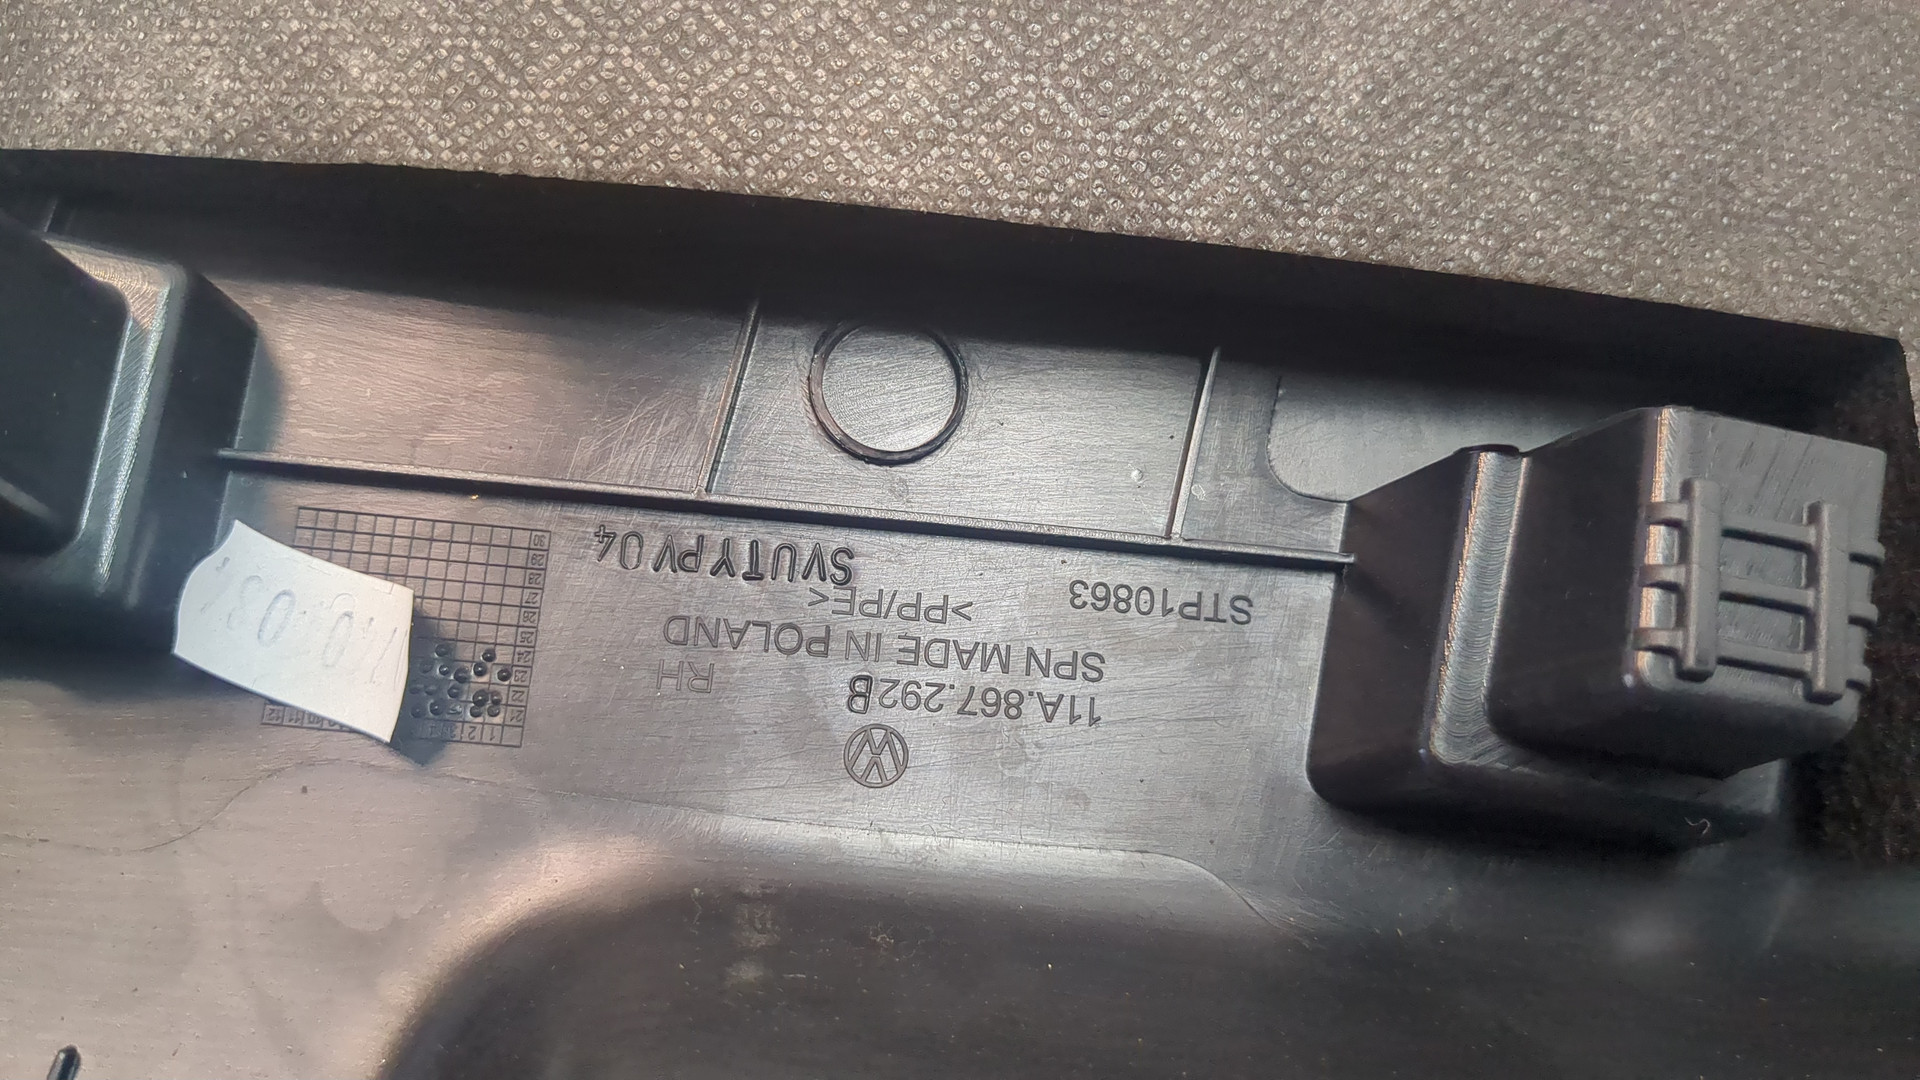 11A.867.292B
RH
SPN MADE IN POLAND
>PP/PE<
STP10863
SVUTYPV04